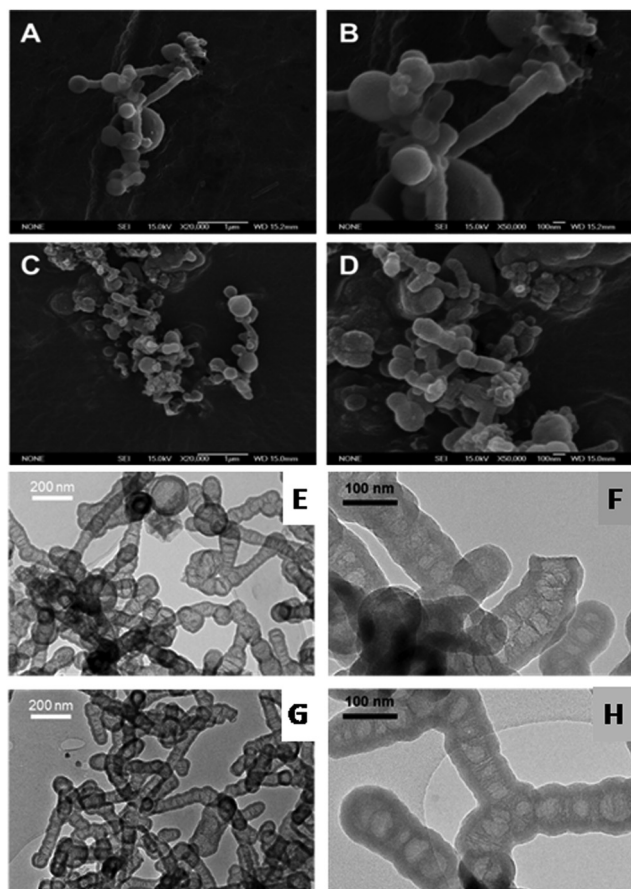 A
B
NONE SEI 15.0kV X20,000 1μm WD 15.2mm
NONE SEI 15.0kV X50,000 100nm WD 15.2mm
C
D
NONE SEI 15.0kV X20,000 1μm WD 15.0mm
NONE SEI 15.0kV X50,000 100nm WD 15.0mm
200 nm
E
100 nm
F
200 nm
G
100 nm
H